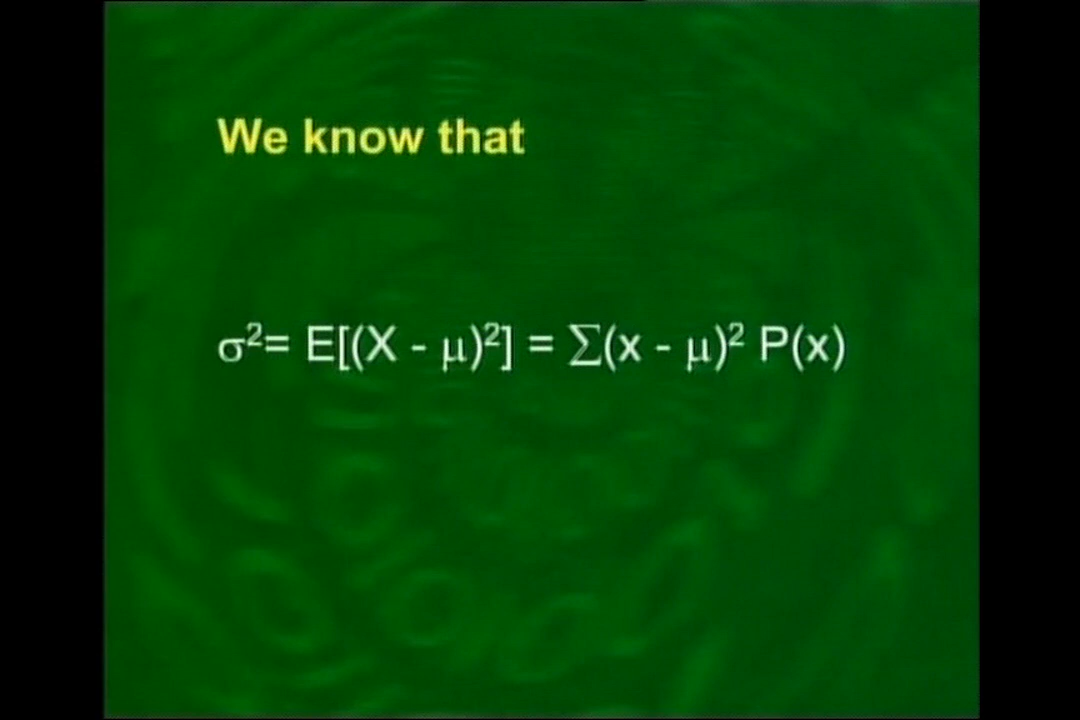 We know that
σ²= E[(X - μ)²] = ∑(x - μ)² P(x)